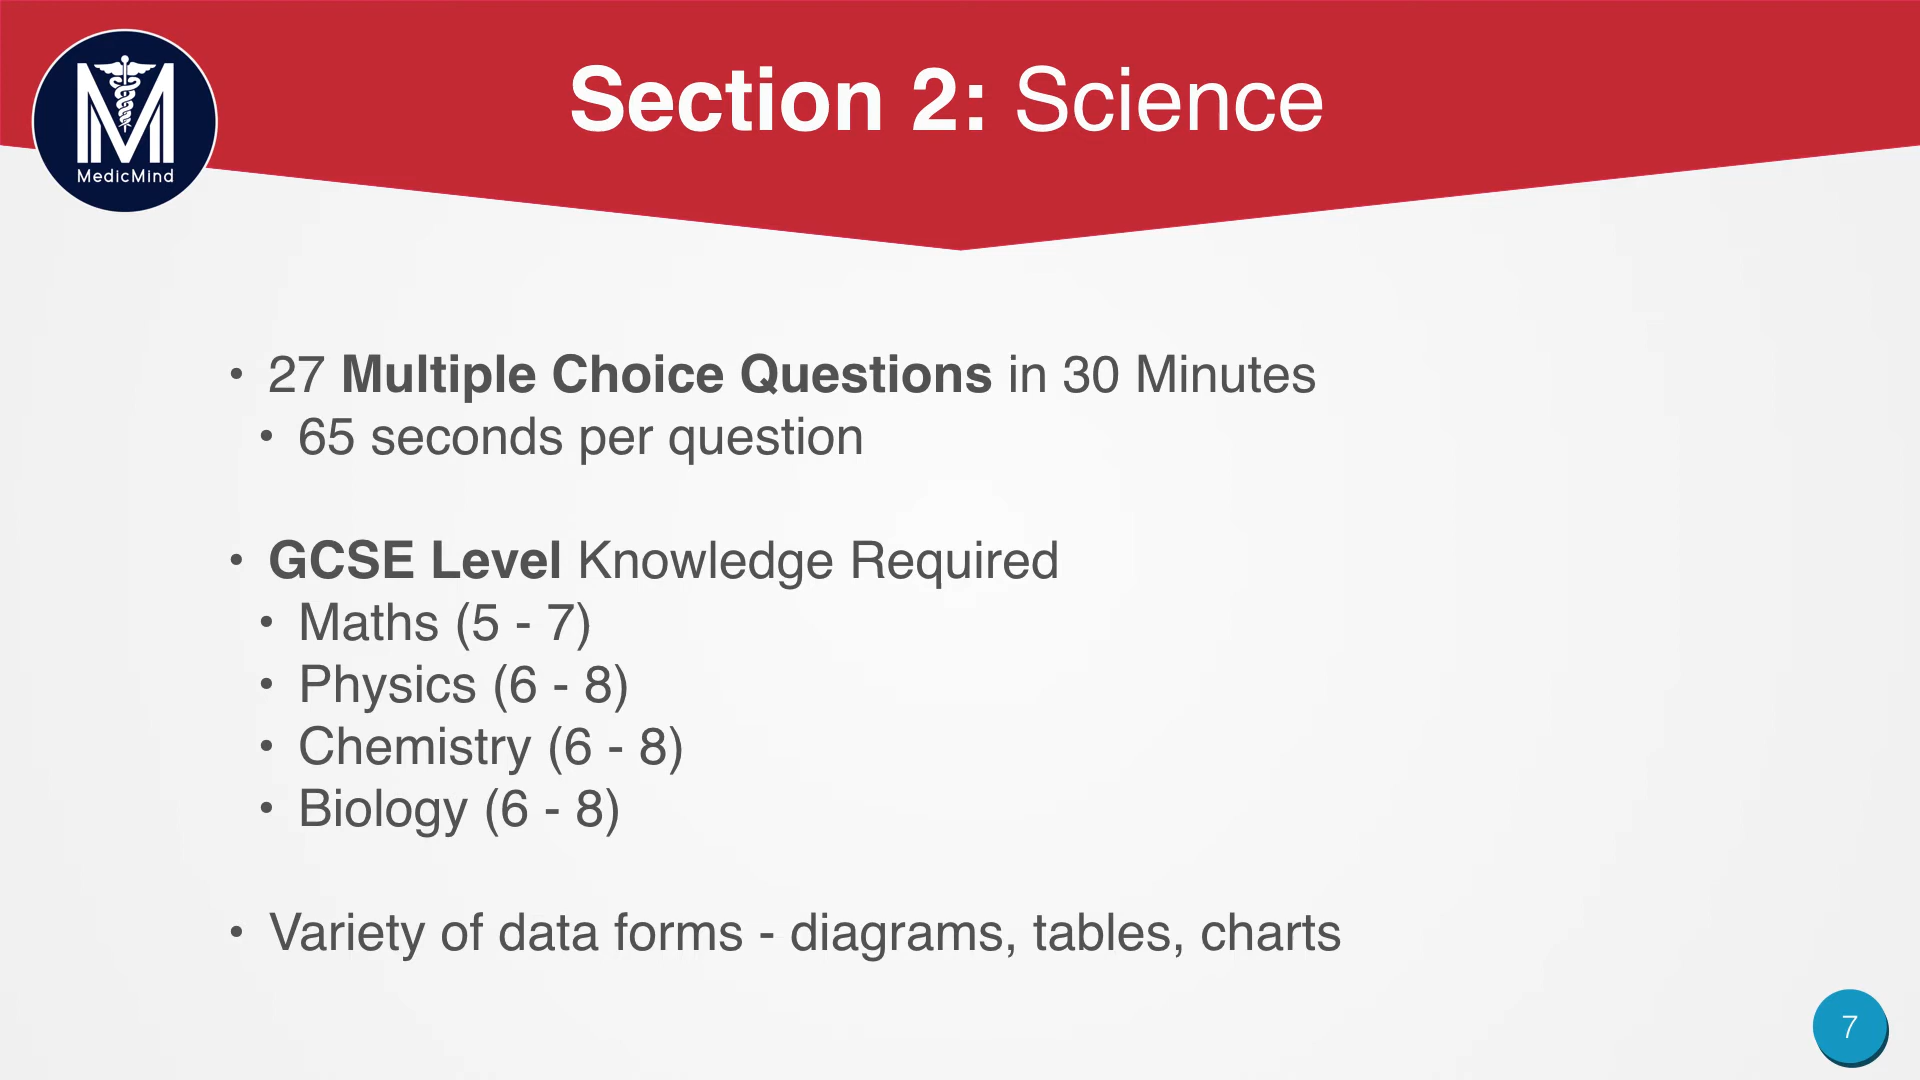 Section 2: Science
MedicMind
• 27 Multiple Choice Questions in 30 Minutes
• 65 seconds per question
• GCSE Level Knowledge Required
• Maths (5 - 7)
• Physics (6 - 8)
• Chemistry (6 - 8)
• Biology (6 - 8)
• Variety of data forms - diagrams, tables, charts
7